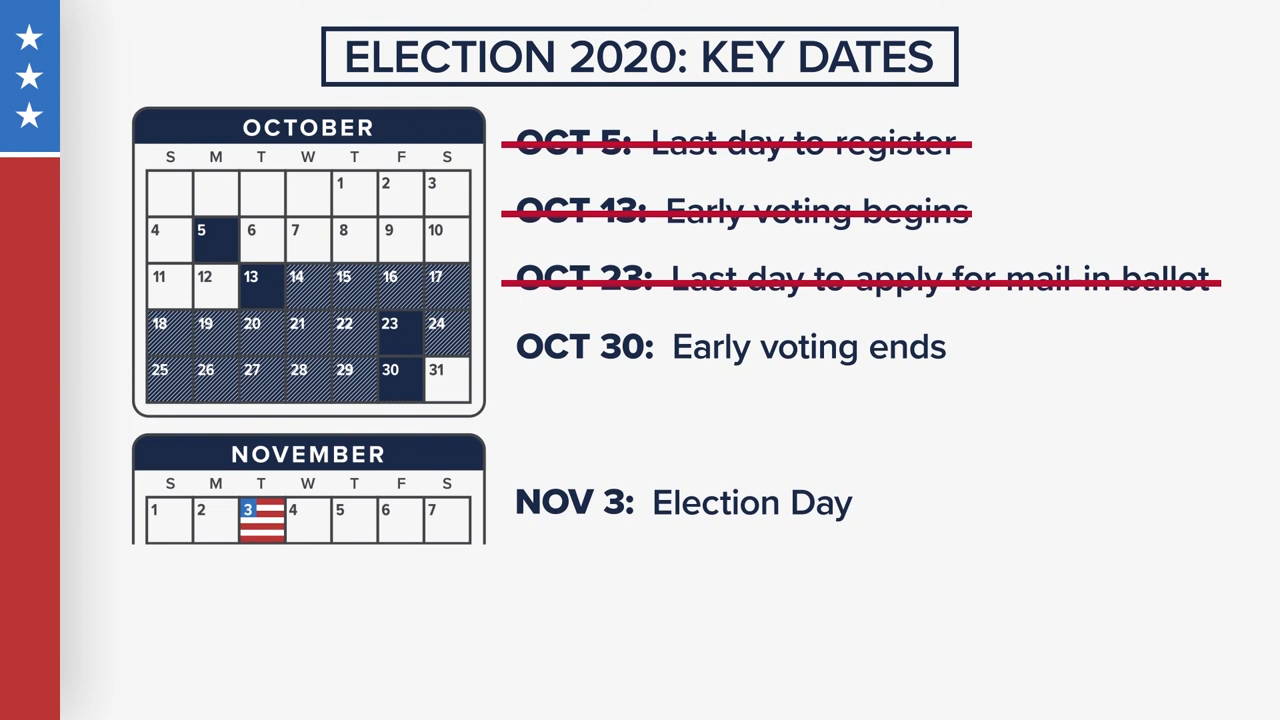 ELECTION 2020: KEY DATES
OCTOBER
S M T W T F S
1 2 3
4 5 6 7 8 9 10
11 12 13 14 15 16 17
18 19 20 21 22 23 24
25 26 27 28 29 30 31
OCT 5: Last day to register
OCT 13: Early voting begins
OCT 23: Last day to apply for mail-in ballot
OCT 30: Early voting ends
NOVEMBER
S M T W T F S
1 2 3 4 5 6 7
NOV 3: Election Day